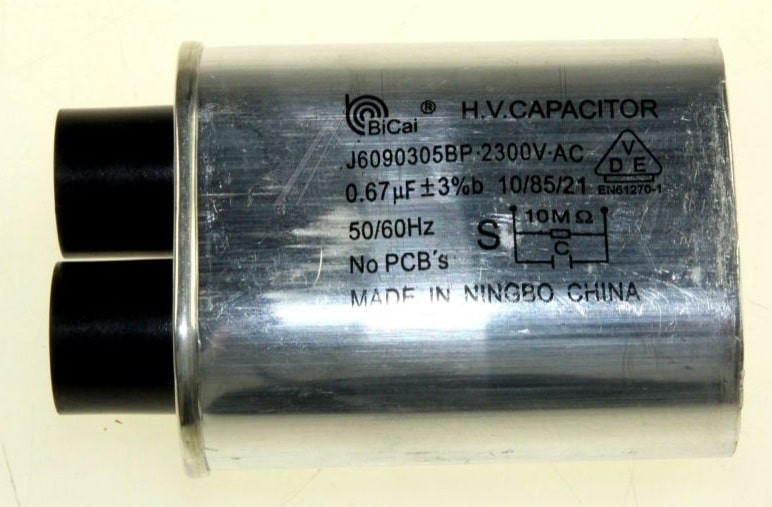 BiCai ® H.V.CAPACITOR
J6090305BP·2300V·AC
VDE
0.67µF±3%b 10/85/21 EN61270-1
50/60Hz S 10MΩ
C
No PCB's
MADE IN NINGBO CHINA